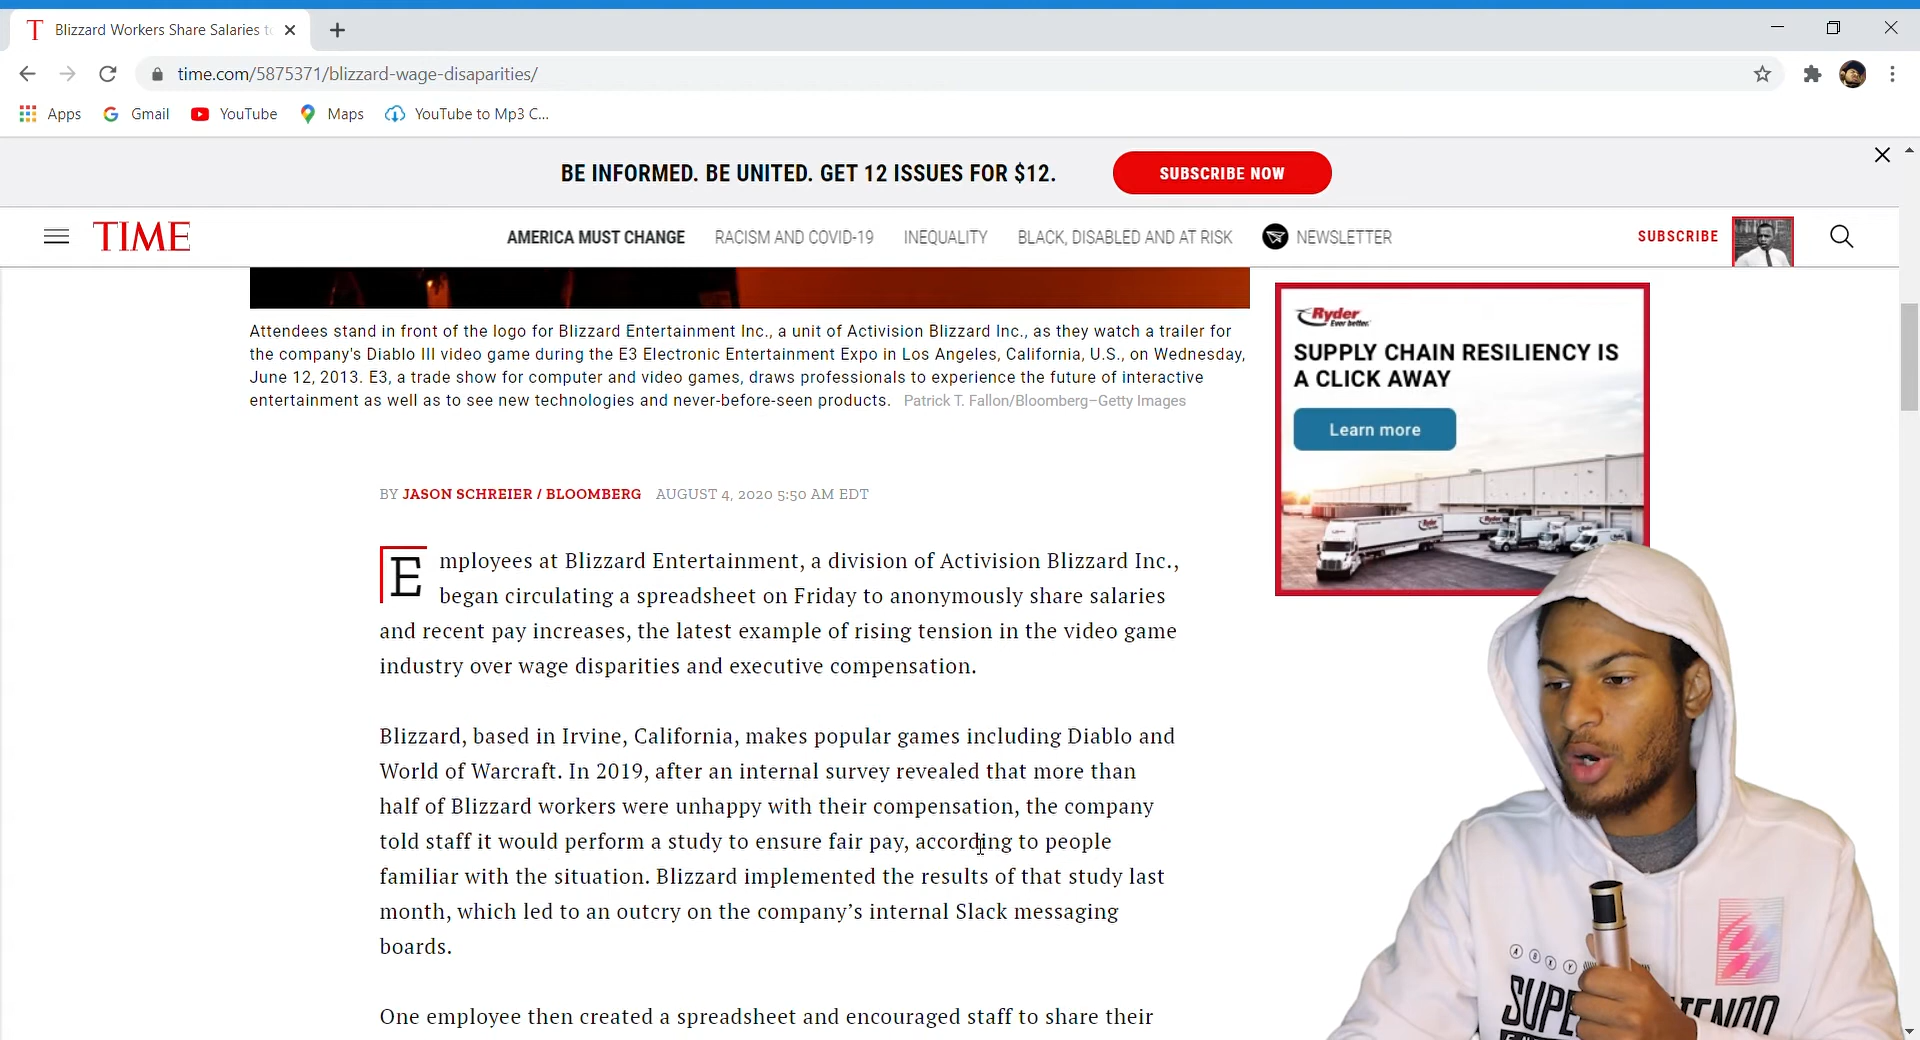 Blizzard Workers Share Salaries to
time.com/5875371/blizzard-wage-disaparities/
Apps Gmail YouTube Maps YouTube to Mp3 C...
BE INFORMED. BE UNITED. GET 12 ISSUES FOR $12. SUBSCRIBE NOW
TIME AMERICA MUST CHANGE RACISM AND COVID-19 INEQUALITY BLACK, DISABLED AND AT RISK NEWSLETTER SUBSCRIBE
Attendees stand in front of the logo for Blizzard Entertainment Inc., a unit of Activision Blizzard Inc., as they watch a trailer for
the company's Diablo III video game during the E3 Electronic Entertainment Expo in Los Angeles, California, U.S., on Wednesday,
June 12, 2013. E3, a trade show for computer and video games, draws professionals to experience the future of interactive
entertainment as well as to see new technologies and never-before-seen products. Patrick T. Fallon/Bloomberg–Getty Images
Ryder
Ever better.
SUPPLY CHAIN RESILIENCY IS
A CLICK AWAY
Learn more
BY JASON SCHREIER / BLOOMBERG AUGUST 4, 2020 5:50 AM EDT
Employees at Blizzard Entertainment, a division of Activision Blizzard Inc.,
began circulating a spreadsheet on Friday to anonymously share salaries
and recent pay increases, the latest example of rising tension in the video game
industry over wage disparities and executive compensation.
Blizzard, based in Irvine, California, makes popular games including Diablo and
World of Warcraft. In 2019, after an internal survey revealed that more than
half of Blizzard workers were unhappy with their compensation, the company
told staff it would perform a study to ensure fair pay, according to people
familiar with the situation. Blizzard implemented the results of that study last
month, which led to an outcry on the company’s internal Slack messaging
boards.
One employee then created a spreadsheet and encouraged staff to share their
A B X Y